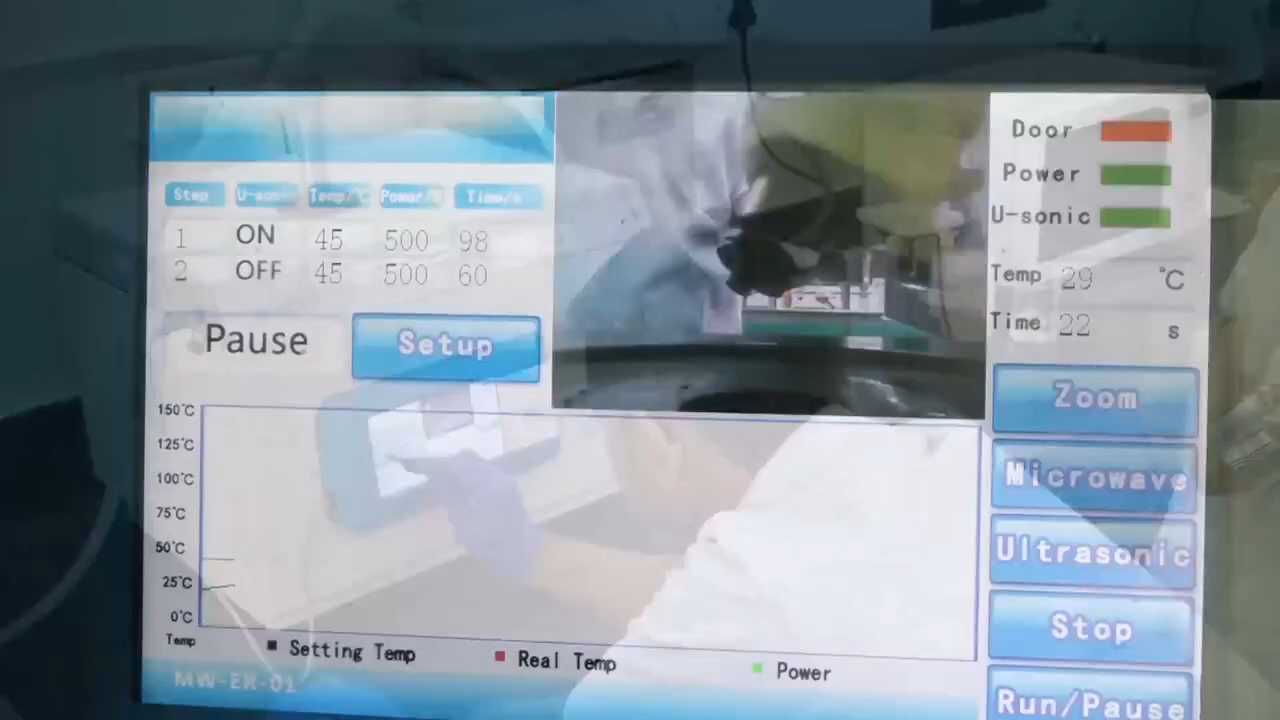 Step U-sonic Temp/℃ Power/W Time/s
1 ON 45 500 98
2 OFF 45 500 60
Pause Setup
150℃
125℃
100℃
75℃
50℃
25℃
0℃
Temp
Setting Temp Real Temp Power
MW-ER-01
Door
Power
U-sonic
Temp 29 ℃
Time 22 s
Zoom
Microwave
Ultrasonic
Stop
Run/Pause